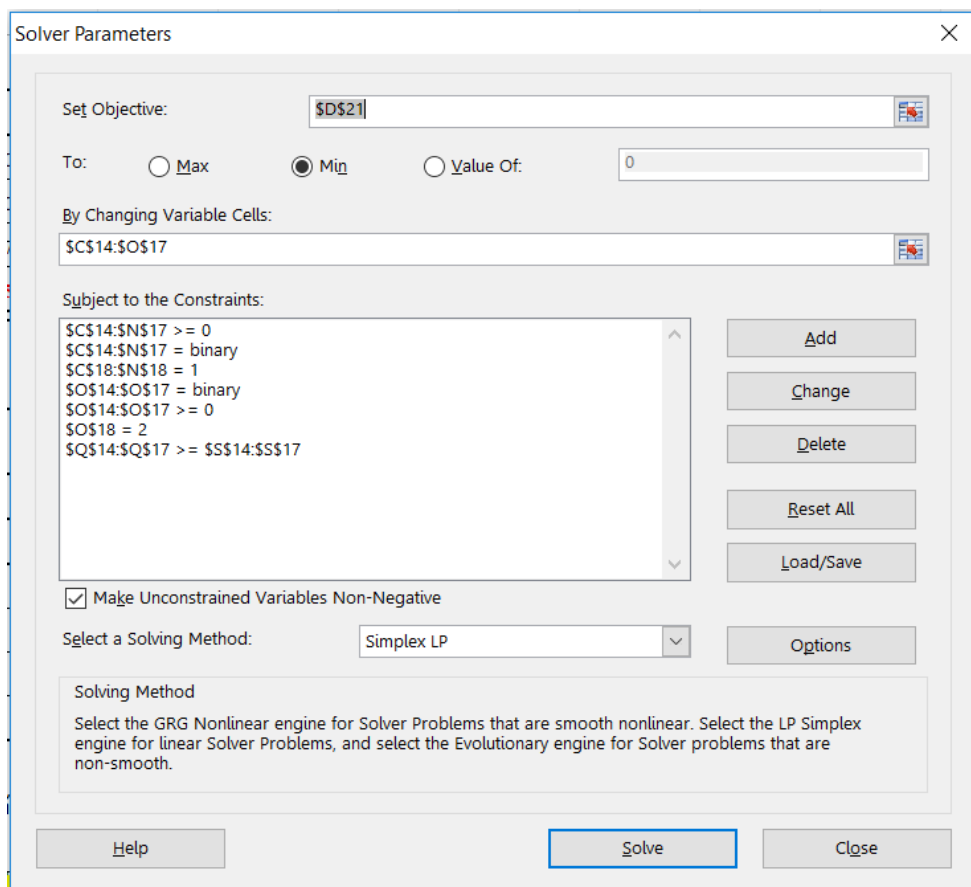 Solver Parameters
Set Objective:
$D$21
To:
Max
Min
Value Of:
0
By Changing Variable Cells:
$C$14:$O$17
Subject to the Constraints:
$C$14:$N$17 >= 0
$C$14:$N$17 = binary
$C$18:$N$18 = 1
$O$14:$O$17 = binary
$O$14:$O$17 >= 0
$O$18 = 2
$Q$14:$Q$17 >= $S$14:$S$17
Add
Change
Delete
Reset All
Load/Save
Make Unconstrained Variables Non-Negative
Select a Solving Method:
Simplex LP
Options
Solving Method
Select the GRG Nonlinear engine for Solver Problems that are smooth nonlinear. Select the LP Simplex
engine for linear Solver Problems, and select the Evolutionary engine for Solver problems that are
non-smooth.
Help
Solve
Close